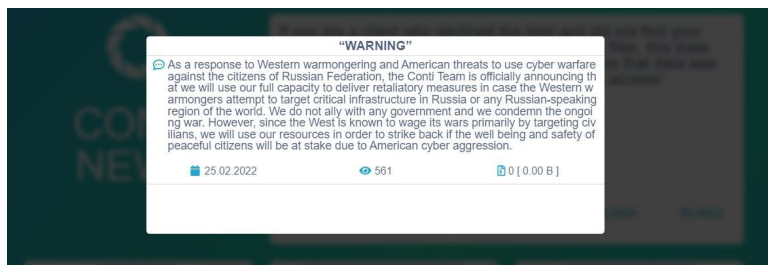 “WARNING”
As a response to Western warmongering and American threats to use cyber warfare
against the citizens of Russian Federation, the Conti Team is officially announcing th
at we will use our full capacity to deliver retaliatory measures in case the Western w
armongers attempt to target critical infrastructure in Russia or any Russian-speaking
region of the world. We do not ally with any government and we condemn the ongoi
ng war. However, since the West is known to wage its wars primarily by targeting civ
ilians, we will use our resources in order to strike back if the well being and safety of
peaceful citizens will be at stake due to American cyber aggression.
25.02.2022 561 0 [ 0.00 B ]